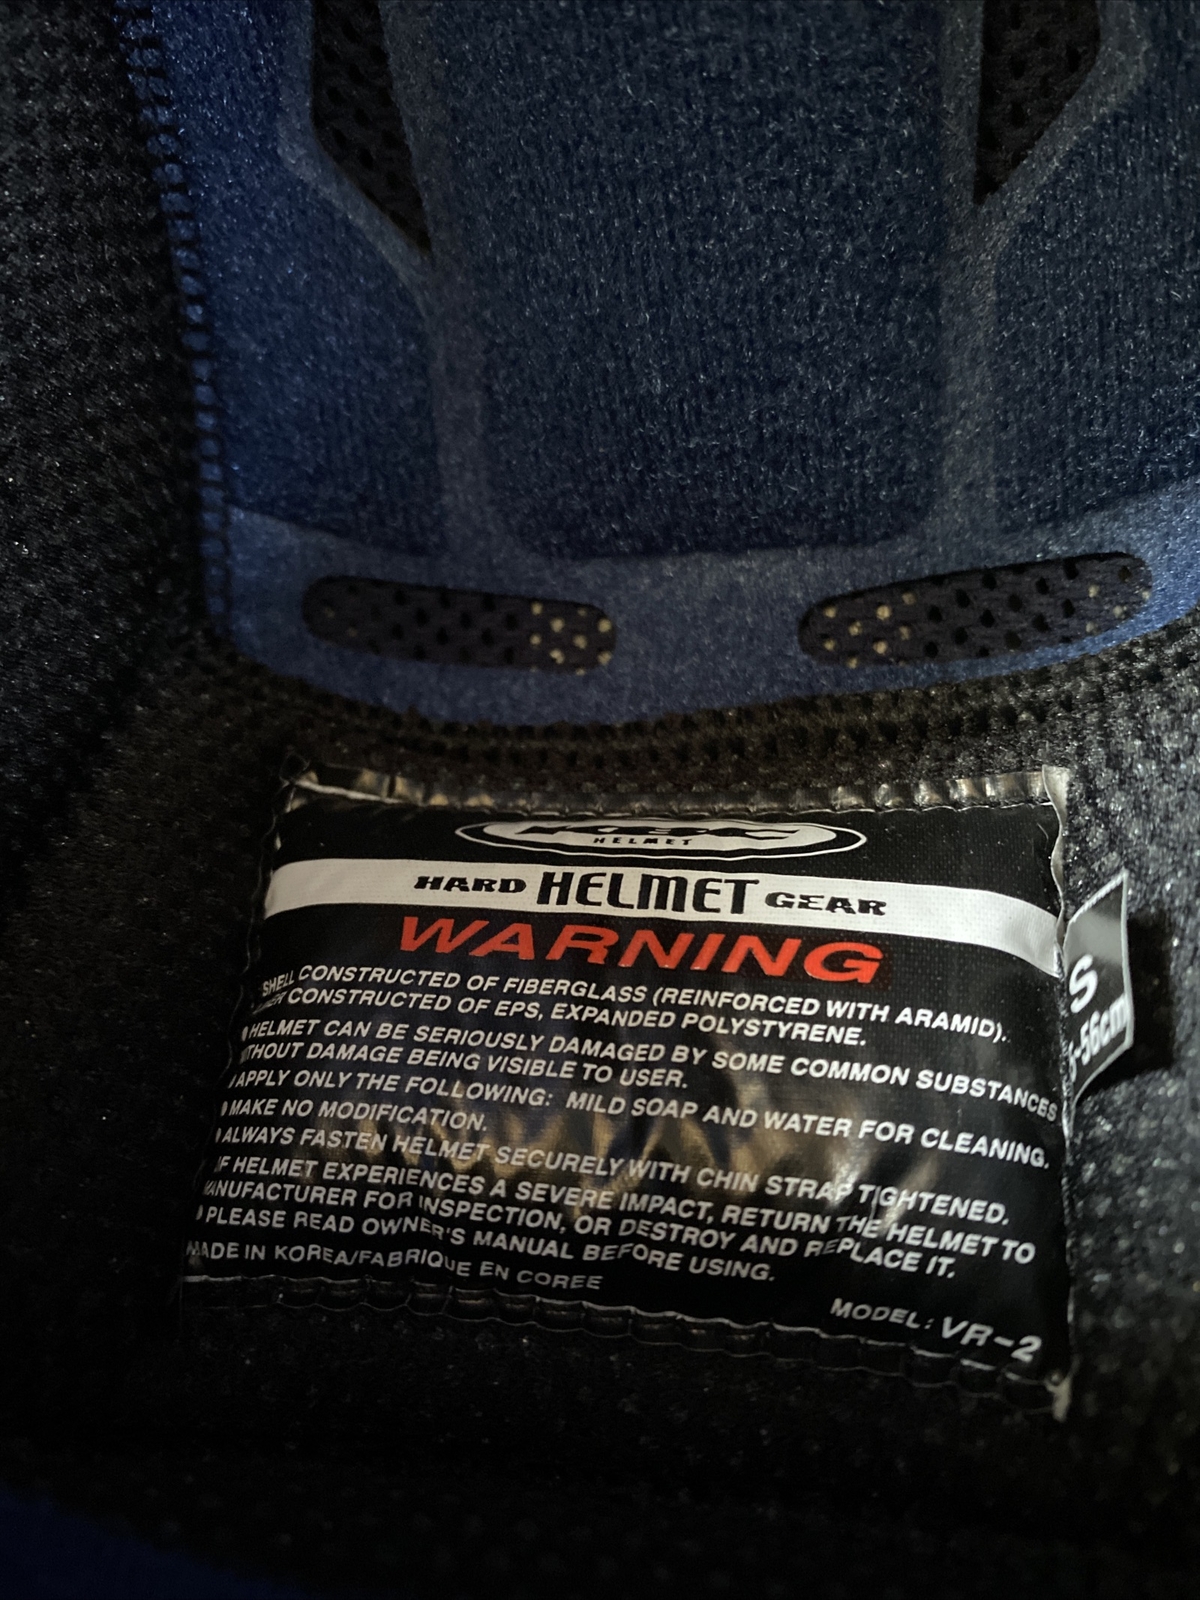 KBC
HELMET
HARD HELMET GEAR
WARNING
SHELL CONSTRUCTED OF FIBERGLASS (REINFORCED WITH ARAMID).
CONSTRUCTED OF EPS, EXPANDED POLYSTYRENE.
● HELMET CAN BE SERIOUSLY DAMAGED BY SOME COMMON SUBSTANCES
WITHOUT DAMAGE BEING VISIBLE TO USER.
● APPLY ONLY THE FOLLOWING: MILD SOAP AND WATER FOR CLEANING.
● MAKE NO MODIFICATION.
● ALWAYS FASTEN HELMET SECURELY WITH CHIN STRAP TIGHTENED.
IF HELMET EXPERIENCES A SEVERE IMPACT, RETURN THE HELMET TO
MANUFACTURER FOR INSPECTION, OR DESTROY AND REPLACE IT.
● PLEASE READ OWNER'S MANUAL BEFORE USING.
MADE IN KOREA/FABRIQUE EN COREE
MODEL: VR-2
S
-56cm